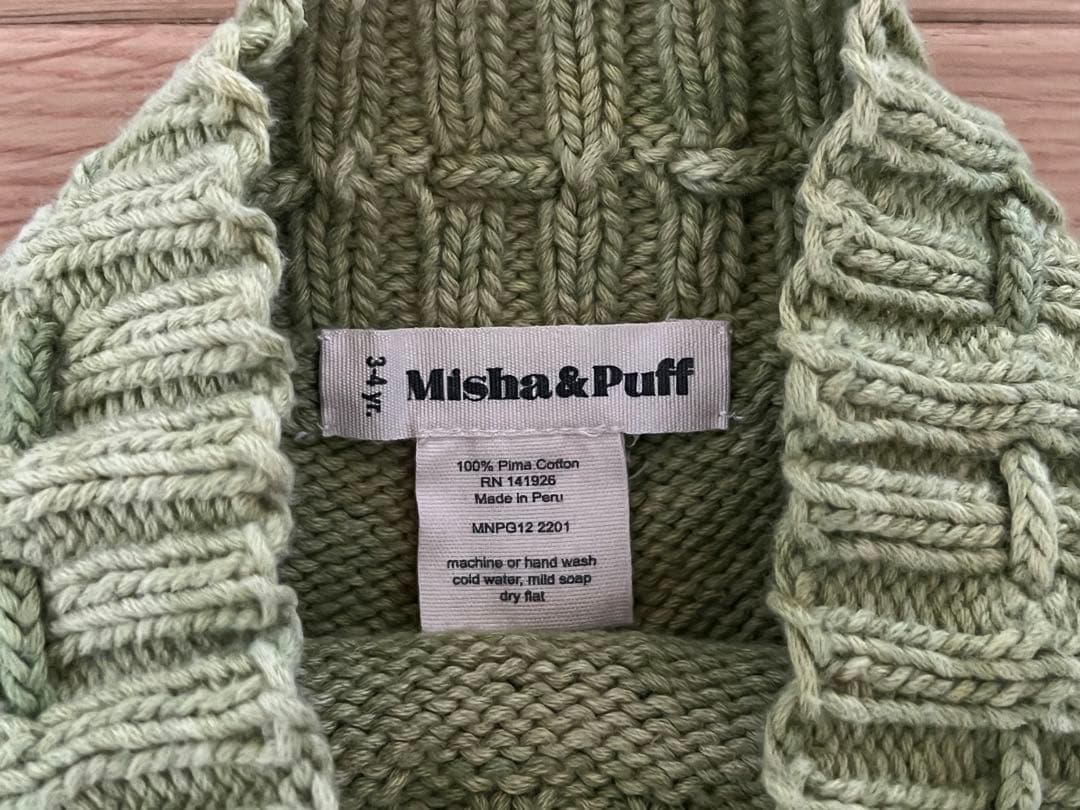 3-4 yr.
Misha&Puff
100% Pima Cotton
RN 141926
Made in Peru
MNPG12 2201
machine or hand wash
cold water, mild soap
dry flat